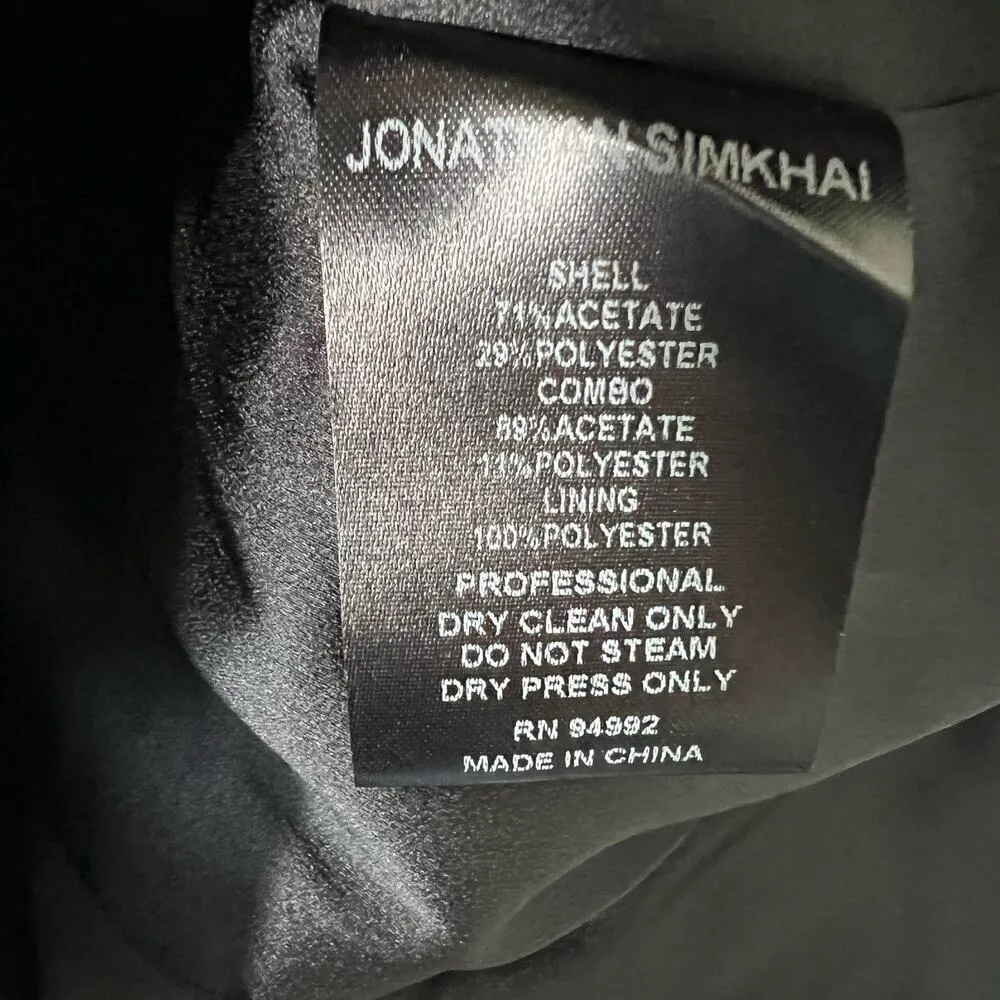 JONATHAN SIMKHAI
SHELL
71%ACETATE
29%POLYESTER
COMBO
89%ACETATE
11%POLYESTER
LINING
100%POLYESTER
PROFESSIONAL
DRY CLEAN ONLY
DO NOT STEAM
DRY PRESS ONLY
RN 94992
MADE IN CHINA